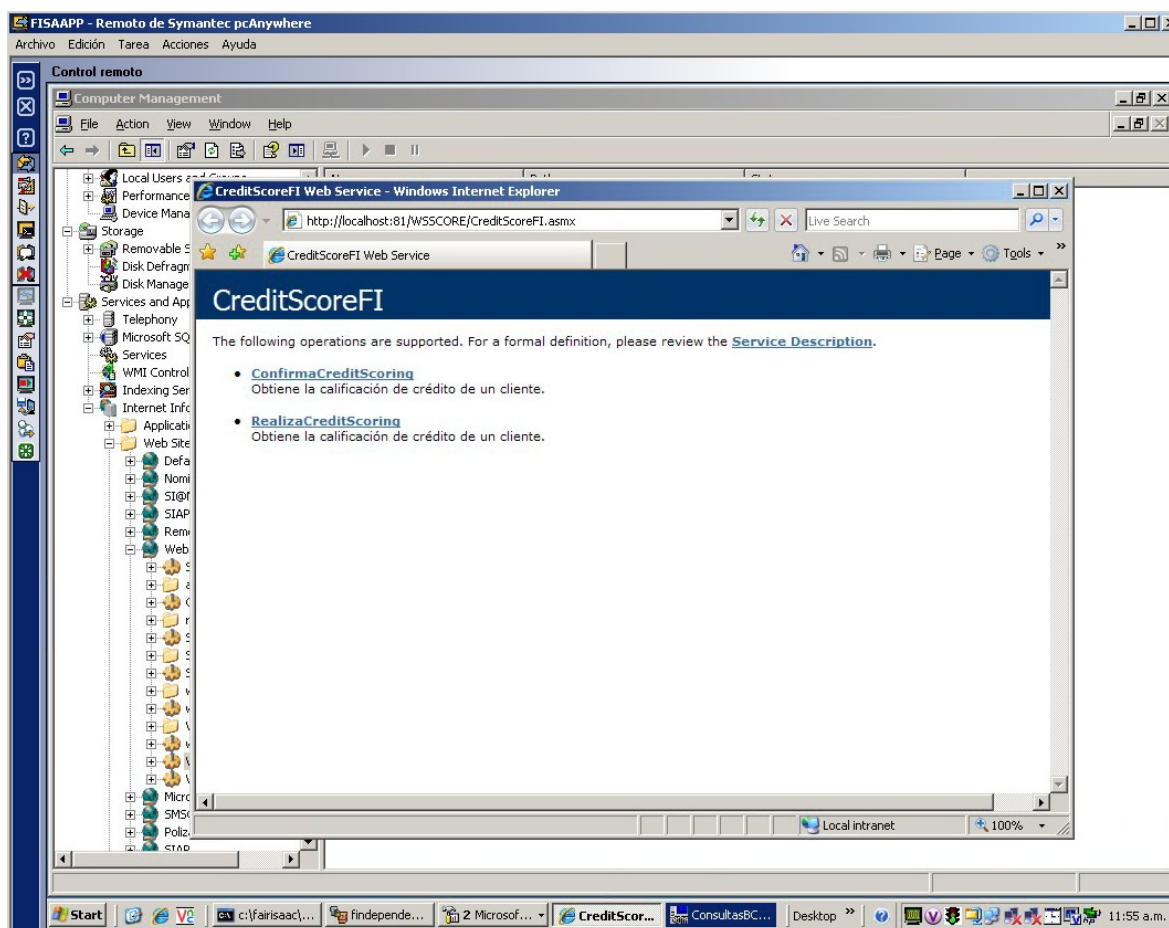 FISAAPP - Remoto de Symantec pcAnywhere
Archivo Edición Tarea Acciones Ayuda
Control remoto
Computer Management
File Action View Window Help
Local Users
Performance
Device Mana
Storage
Removable S
Disk Defragm
Disk Manage
Services and App
Telephony
Microsoft SQ
Services
WMI Control
Indexing Ser
Internet Info
Applicati
Web Site
Defa
Nomi
SI@
SIAP
Rem
Web
Micro
SMS
Poliz
SIAP
CreditScoreFI Web Service - Windows Internet Explorer
http://localhost:81/WSSCORE/CreditScoreFI.asmx
Live Search
CreditScoreFI Web Service
Page Tools »
CreditScoreFI
The following operations are supported. For a formal definition, please review the Service Description.
• ConfirmaCreditScoring
Obtiene la calificación de crédito de un cliente.
• RealizaCreditScoring
Obtiene la calificación de crédito de un cliente.
Local intranet 100%
Start c:\fairisaac\... findepende... 2 Microsof... CreditScor... ConsultasBC... Desktop » 11:55 a.m.